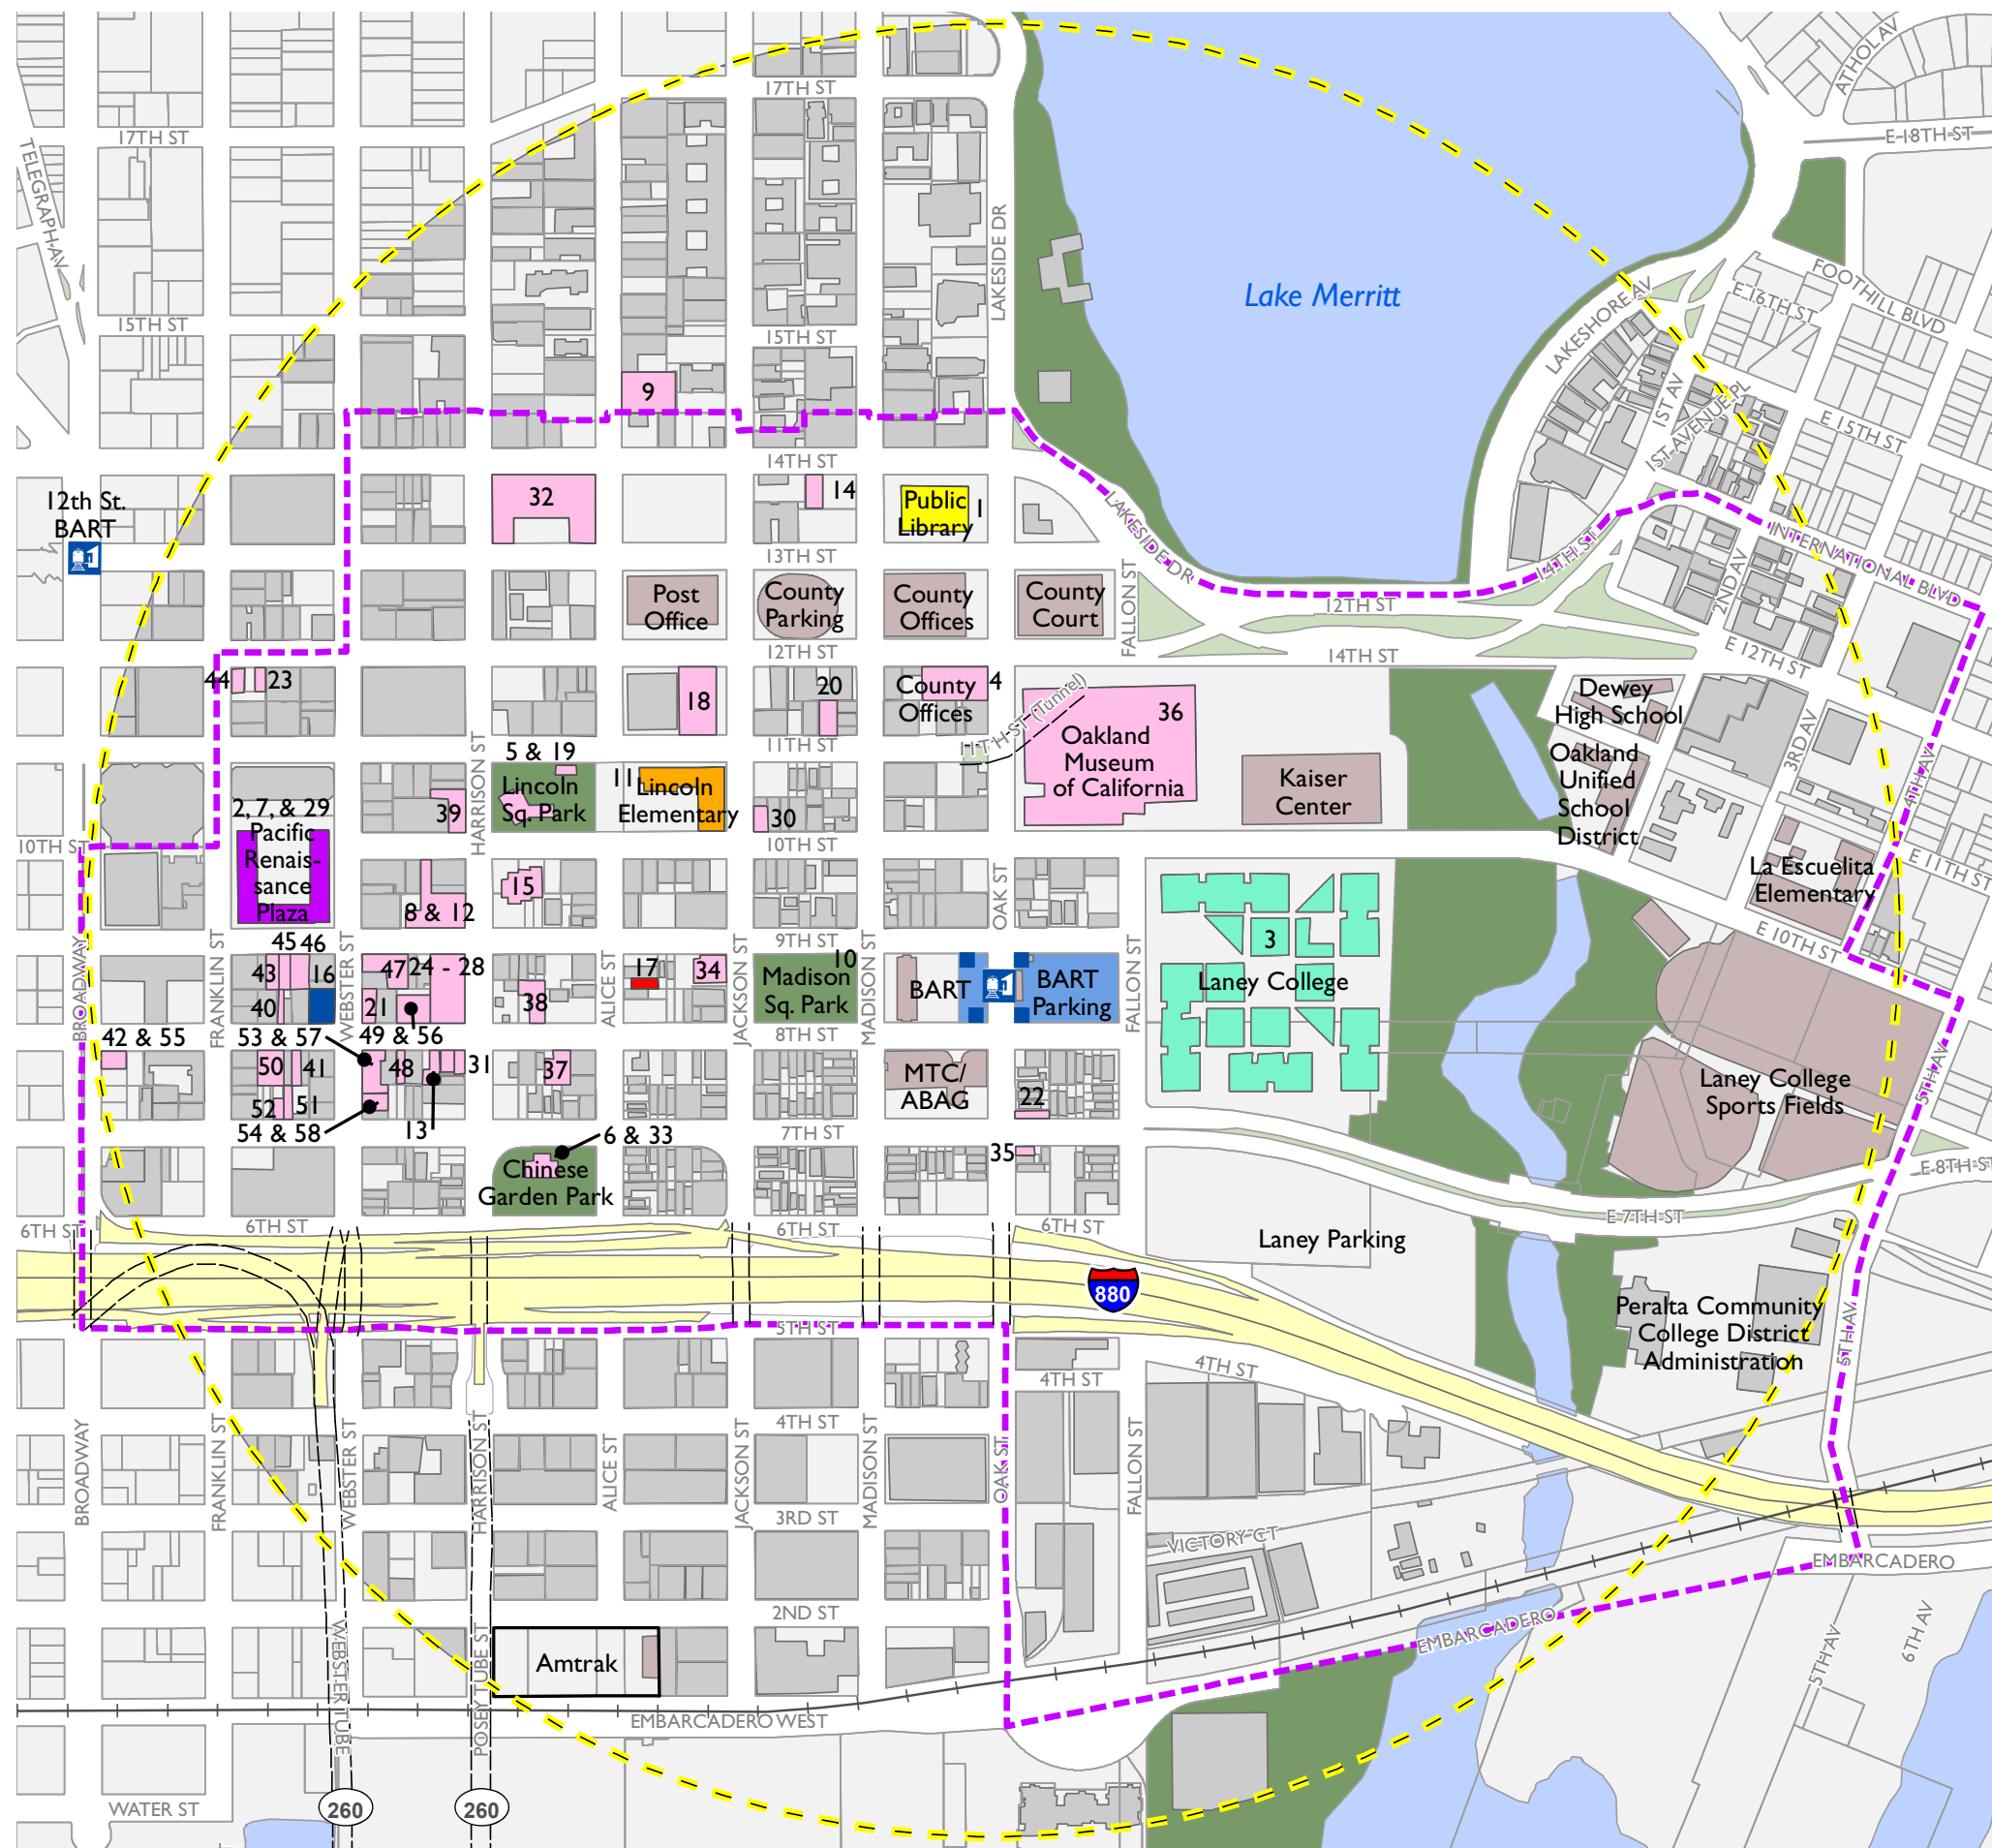 ATHOL AV
17TH ST
E 18TH ST
17TH ST
TELEGRAPH AV
LAKESIDE DR
Lake Merritt
FOOTHILL BLVD
E 16TH ST
LAKESHORE AV
15TH ST
15TH ST
1ST AV
1ST AVENUE PL
E 15TH ST
9
14TH ST
12th St.
BART
32
14
Public
Library
1
LAKESIDE DR
14TH ST
INTERNATIONAL BLVD
13TH ST
2ND AV
Post
Office
County
Parking
County
Offices
County
Court
FALLON ST
12TH ST
12TH ST
14TH ST
E 12TH ST
44
23
18
20
County
Offices
4
11TH ST (Tunnel)
36
Oakland
Museum
of California
Dewey
High School
Oakland
Unified
School
District
3RD AV
4TH AV
11TH ST
HARRISON ST
5 & 19
Lincoln
Sq. Park
11
Lincoln
Elementary
39
30
Kaiser
Center
2, 7, & 29
Pacific
Renais-
sance
Plaza
10TH ST
10TH ST
E 11TH ST
La Escuelita
Elementary
15
8 & 12
OAK ST
E 10TH ST
9TH ST
BROADWAY
FRANKLIN ST
WEBSTER ST
ALICE ST
JACKSON ST
MADISON ST
FALLON ST
45
46
43
16
40
47
24 - 28
21
38
17
34
10
Madison
Sq. Park
BART
BART
Parking
3
Laney College
42 & 55
53 & 57
49 & 56
8TH ST
50
41
48
31
37
MTC/
ABAG
22
Laney College
Sports Fields
5TH AV
52
51
54 & 58
13
7TH ST
6 & 33
35
Chinese
Garden Park
E 8TH ST
E 7TH ST
6TH ST
6TH ST
6TH ST
6TH ST
Laney Parking
880
Peralta Community
College District
Administration
5TH AV
5TH ST
4TH ST
4TH ST
4TH ST
BROADWAY
FRANKLIN ST
WEBSTER ST
HARRISON ST
ALICE ST
JACKSON ST
MADISON ST
OAK ST
FALLON ST
3RD ST
VICTORY CT
EMBARCADERO
2ND ST
EMBARCADERO
5TH AV
6TH AV
WEBSTER TUBE
POSEY TUBE ST
Amtrak
EMBARCADERO WEST
WATER ST
260
260